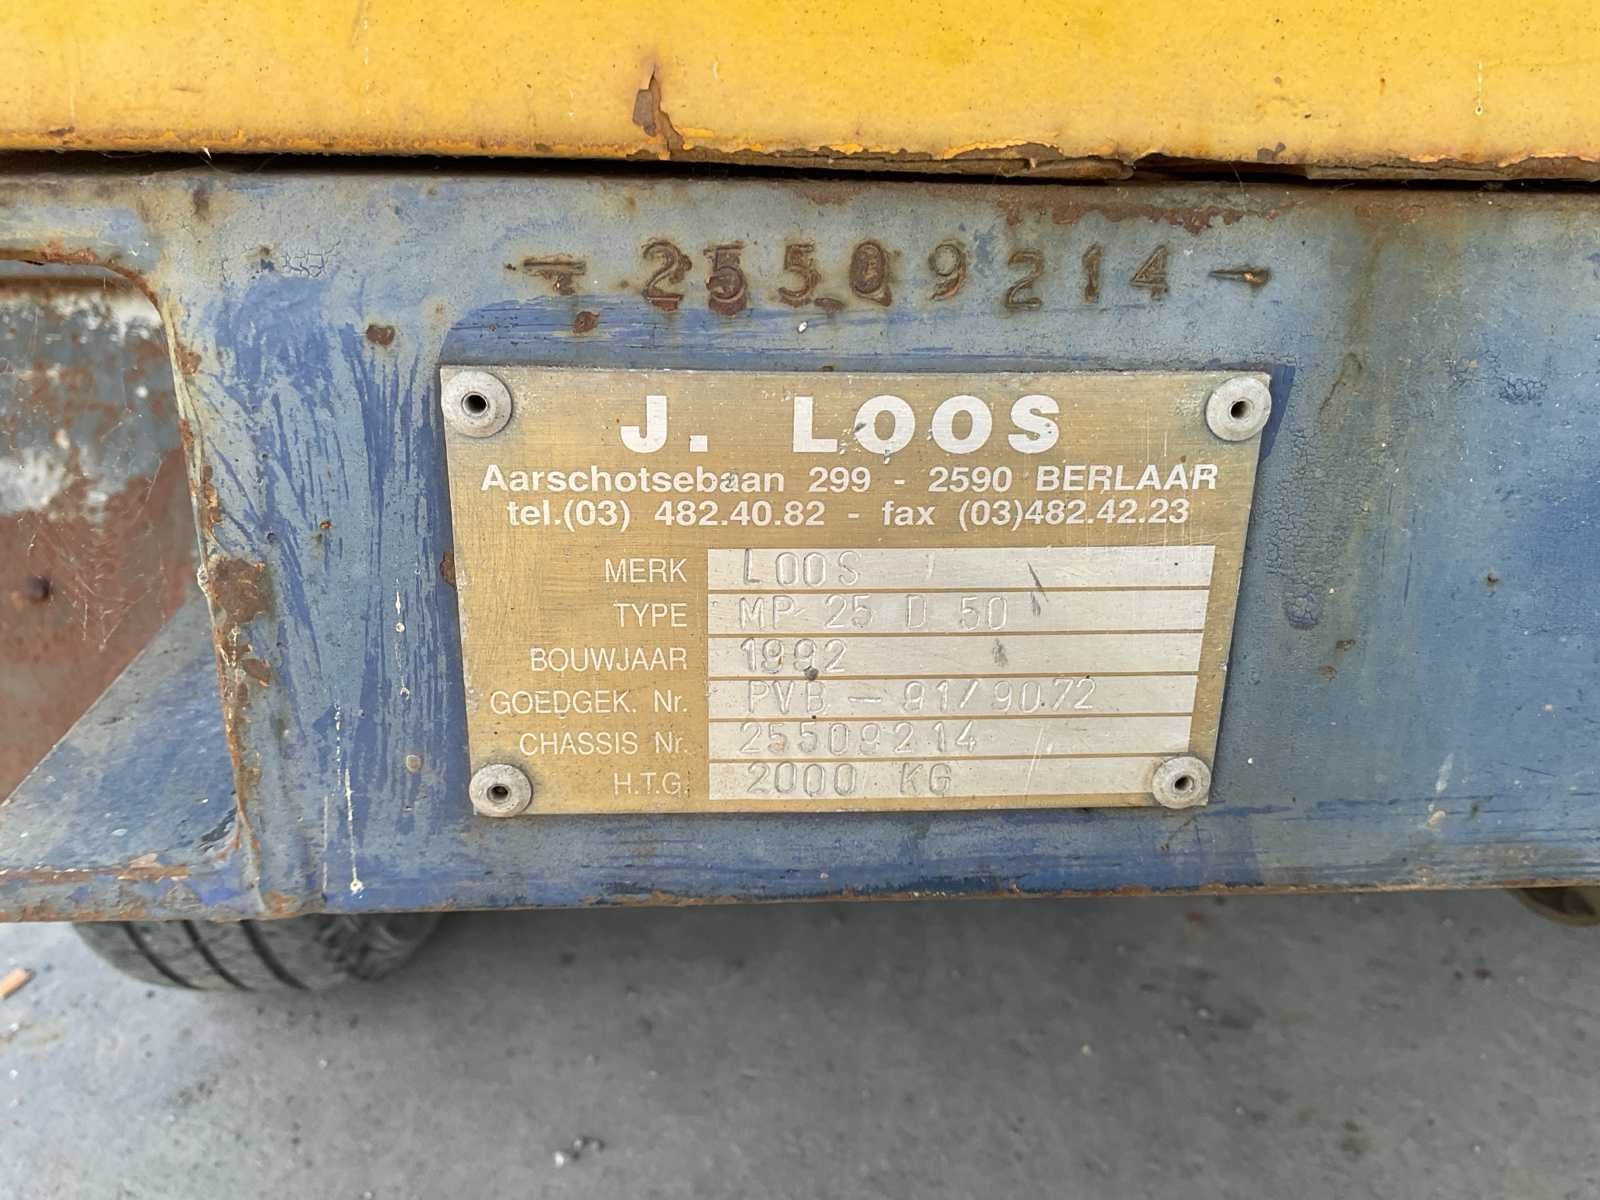 25509214
J. LOOS
Aarschotsebaan 299 - 2590 BERLAAR
tel.(03) 482.40.82 - fax (03)482.42.23
MERK LOOS
TYPE MP 25 D 50
BOUWJAAR 1992
GOEDGEK. Nr. PVB - 91/9072
CHASSIS Nr. 25509214
H.T.G. 2000 KG